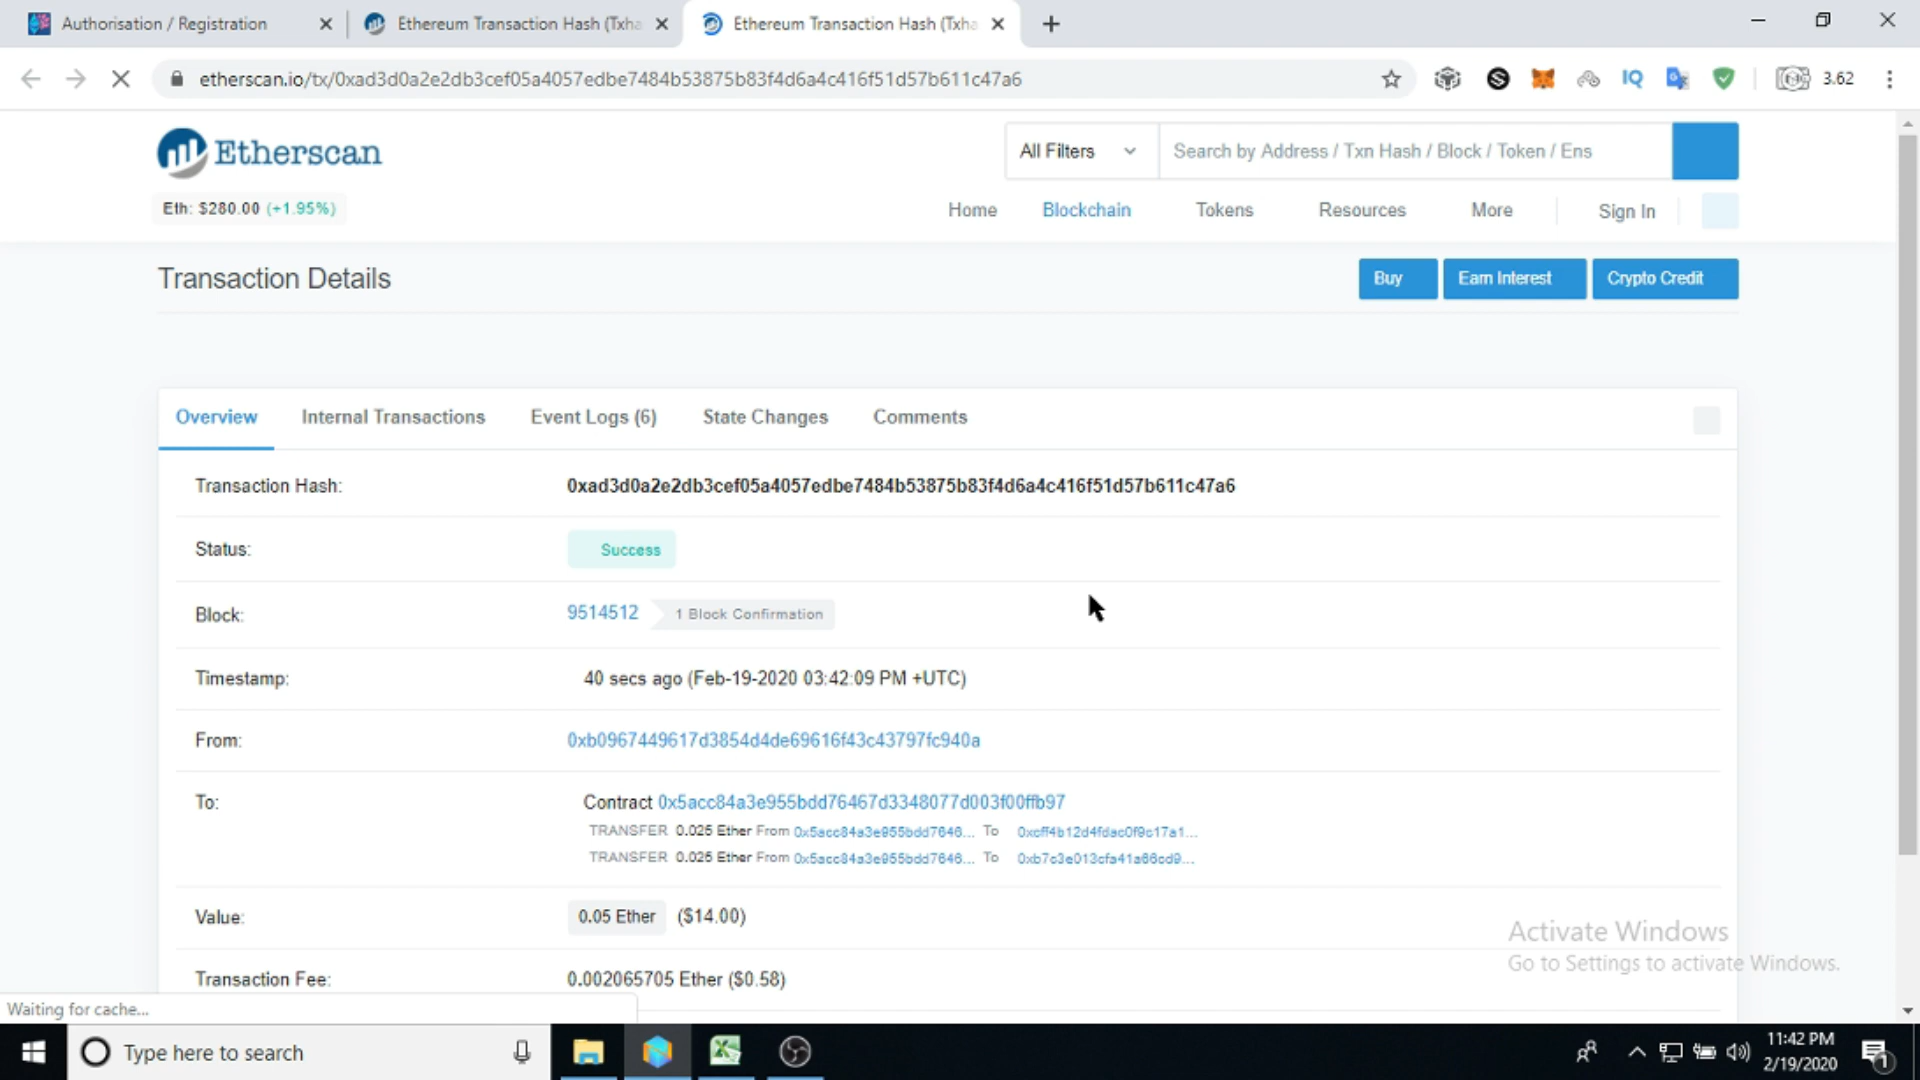 Authorisation / Registration
Ethereum Transaction Hash (Txha
Ethereum Transaction Hash (Txha
etherscan.io/tx/0xad3d0a2e2db3cef05a4057edbe7484b53875b83f4d6a4c416f51d57b611c47a6
IQ
3.62
Etherscan
All Filters
Search by Address / Txn Hash / Block / Token / Ens
Eth: $280.00 (+1.95%)
Home Blockchain Tokens Resources More Sign In
Transaction Details
Buy Earn Interest Crypto Credit
Overview Internal Transactions Event Logs (6) State Changes Comments
Transaction Hash: 0xad3d0a2e2db3cef05a4057edbe7484b53875b83f4d6a4c416f51d57b611c47a6
Status: Success
Block: 9514512 1 Block Confirmation
Timestamp: 40 secs ago (Feb-19-2020 03:42:09 PM +UTC)
From: 0xb0967449617d3854d4de69616f43c43797fc940a
To: Contract 0x5acc84a3e955bdd76467d3348077d003f00ffb97
TRANSFER 0.025 Ether From 0x5acc84a3e955bdd7646... To 0xcff4b12d4fdac0f9c17a1...
TRANSFER 0.025 Ether From 0x5acc84a3e955bdd7646... To 0xb7c3e013cfa41a66cd9...
Value: 0.05 Ether ($14.00)
Transaction Fee: 0.002065705 Ether ($0.58)
Activate Windows
Go to Settings to activate Windows.
Waiting for cache...
Type here to search
11:42 PM
2/19/2020
1